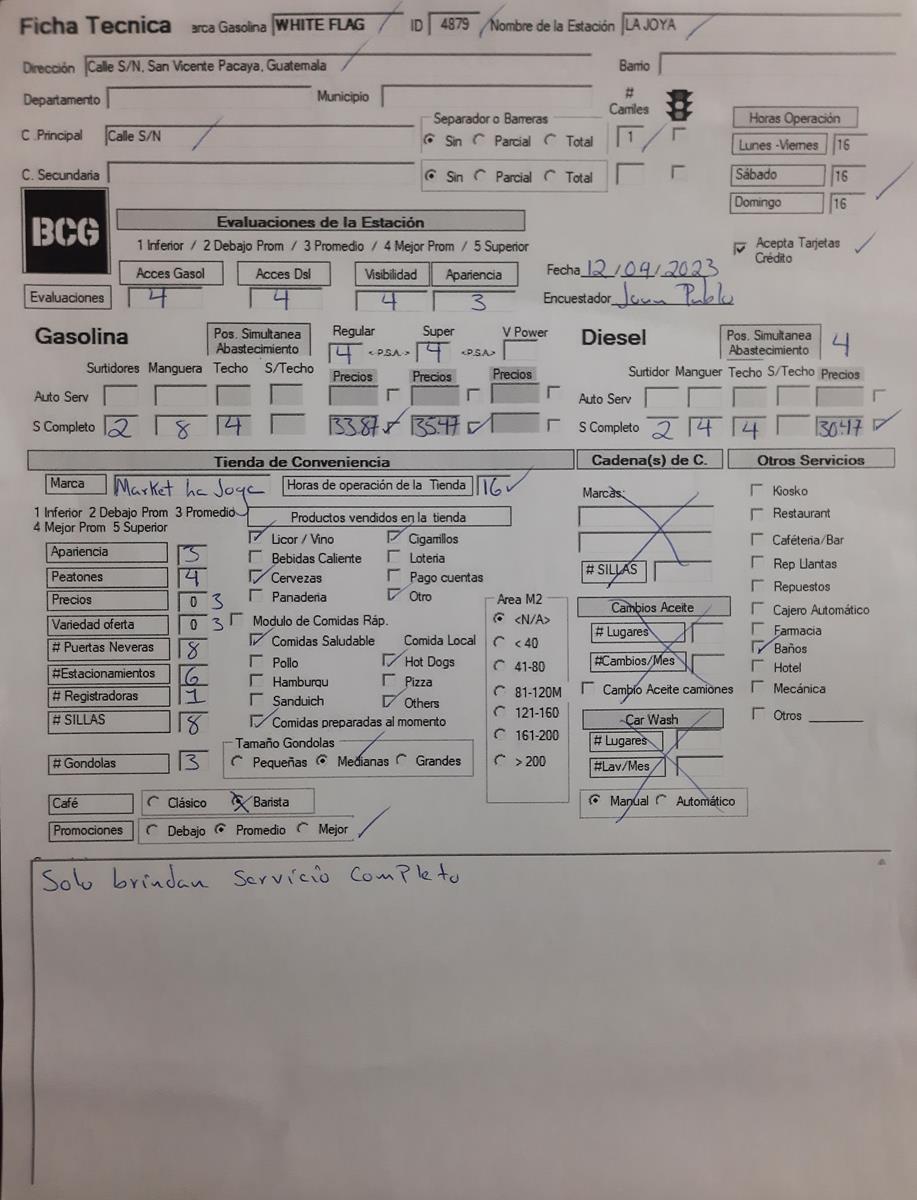 Ficha Tecnica arca Gasolina WHITE FLAG ID 4879 Nombre de la Estación LA JOYA
Dirección Calle S/N, San Vicente Pacaya, Guatemala Barrio
Departamento Municipio # Carriles
C .Principal Calle S/N Separador o Barreras Sin Parcial Total 1
C. Secundaria Sin Parcial Total
Horas Operación
Lunes -Viernes 16
Sábado 16
Domingo 16
BCG
Evaluaciones de la Estación
1 Inferior / 2 Debajo Prom / 3 Promedio / 4 Mejor Prom / 5 Superior
Acepta Tarjetas Crédito
Acces Gasol Acces Dsl Visibilidad Apariencia
Evaluaciones 4 4 4 3
Fecha 12/09/2023
Encuestador Juan Pablo
Gasolina Pos. Simultanea Abastecimiento Regular Super V Power
4 <-P.S.A.-> 4 <-P.S.A.->
Surtidores Manguera Techo S/Techo Precios Precios Precios
Auto Serv
S Completo 2 8 4 33.87 35.47
Diesel Pos. Simultanea Abastecimiento 4
Surtidor Manguer Techo S/Techo Precios
Auto Serv
S Completo 2 4 4 30.47
Tienda de Conveniencia
Marca Market La Joya Horas de operación de la Tienda 16
1 Inferior 2 Debajo Prom 3 Promedio
4 Mejor Prom 5 Superior
Apariencia 3
Peatones 4
Precios 0 3
Variedad oferta 0 3
# Puertas Neveras 8
#Estacionamientos 6
# Registradoras 1
# SILLAS 8
# Gondolas 3
Productos vendidos en la tienda
Licor / Vino Cigarrillos
Bebidas Caliente Loteria
Cervezas Pago cuentas
Panaderia Otro
Modulo de Comidas Ráp.
Comidas Saludable Comida Local
Pollo Hot Dogs
Hamburqu Pizza
Sanduich Others
Comidas preparadas al momento
Tamaño Gondolas
Pequeñas Medianas Grandes
Area M2
<N/A>
< 40
41-80
81-120M
121-160
161-200
> 200
Café Clásico Barista
Promociones Debajo Promedio Mejor
Cadena(s) de C.
Marcas:
# SILLAS
Cambios Aceite
# Lugares
#Cambios/Mes
Cambio Aceite camiones
Car Wash
# Lugares
#Lav/Mes
Manual Automático
Otros Servicios
Kiosko
Restaurant
Caféteria/Bar
Rep Llantas
Repuestos
Cajero Automático
Farmacia
Baños
Hotel
Mecánica
Otros
Solo brindan Servicio Completo